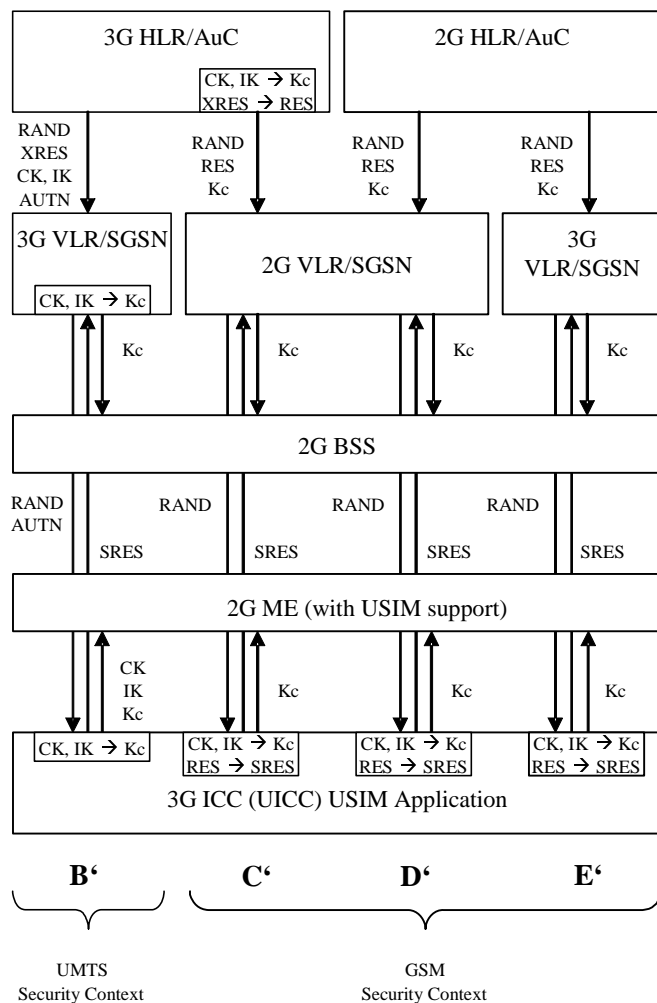 3G HLR/AuC
2G HLR/AuC
CK, IK → Kc
XRES → RES
RAND
XRES
CK, IK
AUTN
RAND
RES
Kc
RAND
RES
Kc
RAND
RES
Kc
3G VLR/SGSN
CK, IK → Kc
2G VLR/SGSN
3G
VLR/SGSN
Kc
Kc
Kc
Kc
2G BSS
RAND
AUTN
SRES
RAND
SRES
RAND
SRES
RAND
SRES
2G ME (with USIM support)
CK
IK
Kc
Kc
Kc
Kc
CK, IK → Kc
CK, IK → Kc
RES → SRES
CK, IK → Kc
RES → SRES
CK, IK → Kc
RES → SRES
3G ICC (UICC) USIM Application
B‘
C‘
D‘
E‘
UMTS
Security Context
GSM
Security Context